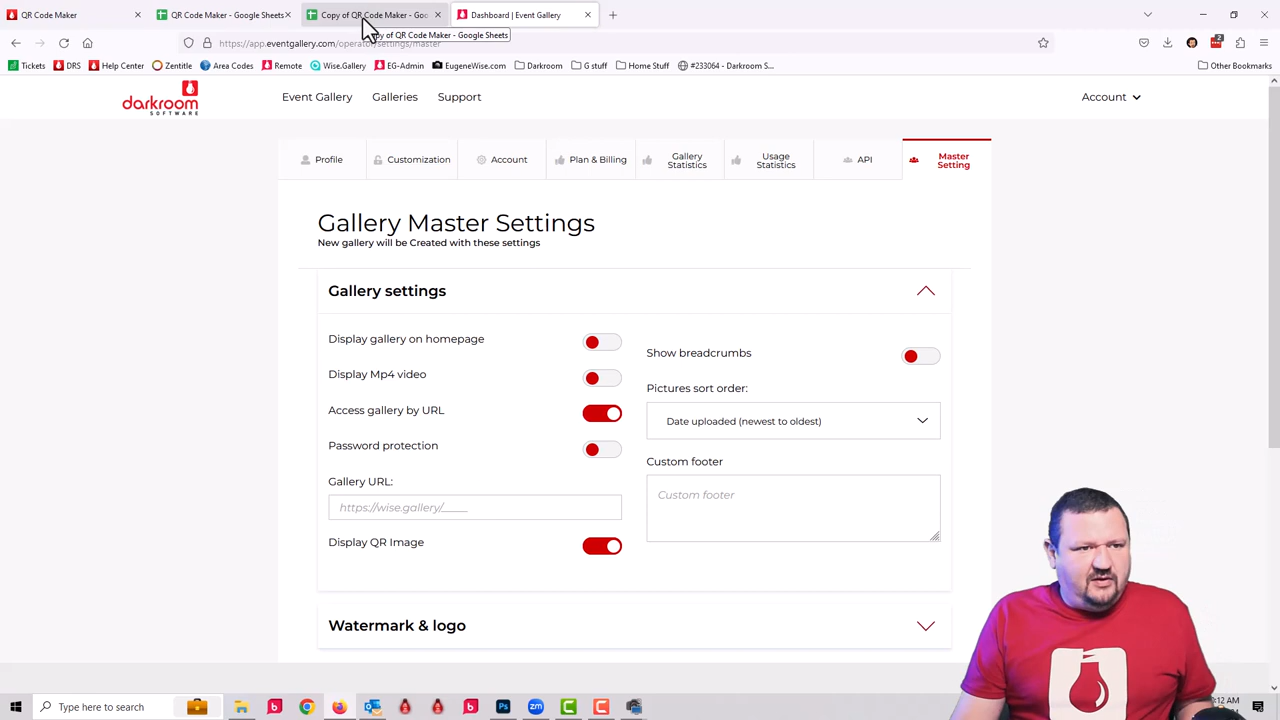 QR Code Maker
QR Code Maker - Google Sheets
Copy of QR Code Maker - Goo
Dashboard | Event Gallery
Copy of QR Code Maker - Google Sheets
https://app.eventgallery.com/operator/settings/master
Tickets
DRS
Help Center
Zentitle
Area Codes
Remote
Wise.Gallery
EG-Admin
EugeneWise.com
Darkroom
G stuff
Home Stuff
#233064 - Darkroom S...
Other Bookmarks
darkroom
SOFTWARE
Event Gallery
Galleries
Support
Account
Profile
Customization
Account
Plan & Billing
Gallery
Statistics
Usage
Statistics
API
Master
Setting
Gallery Master Settings
New gallery will be Created with these settings
Gallery settings
Display gallery on homepage
Display Mp4 video
Access gallery by URL
Password protection
Gallery URL:
https://wise.gallery/_____
Display QR Image
Show breadcrumbs
Pictures sort order:
Date uploaded (newest to oldest)
Custom footer
Custom footer
Watermark & logo
Type here to search